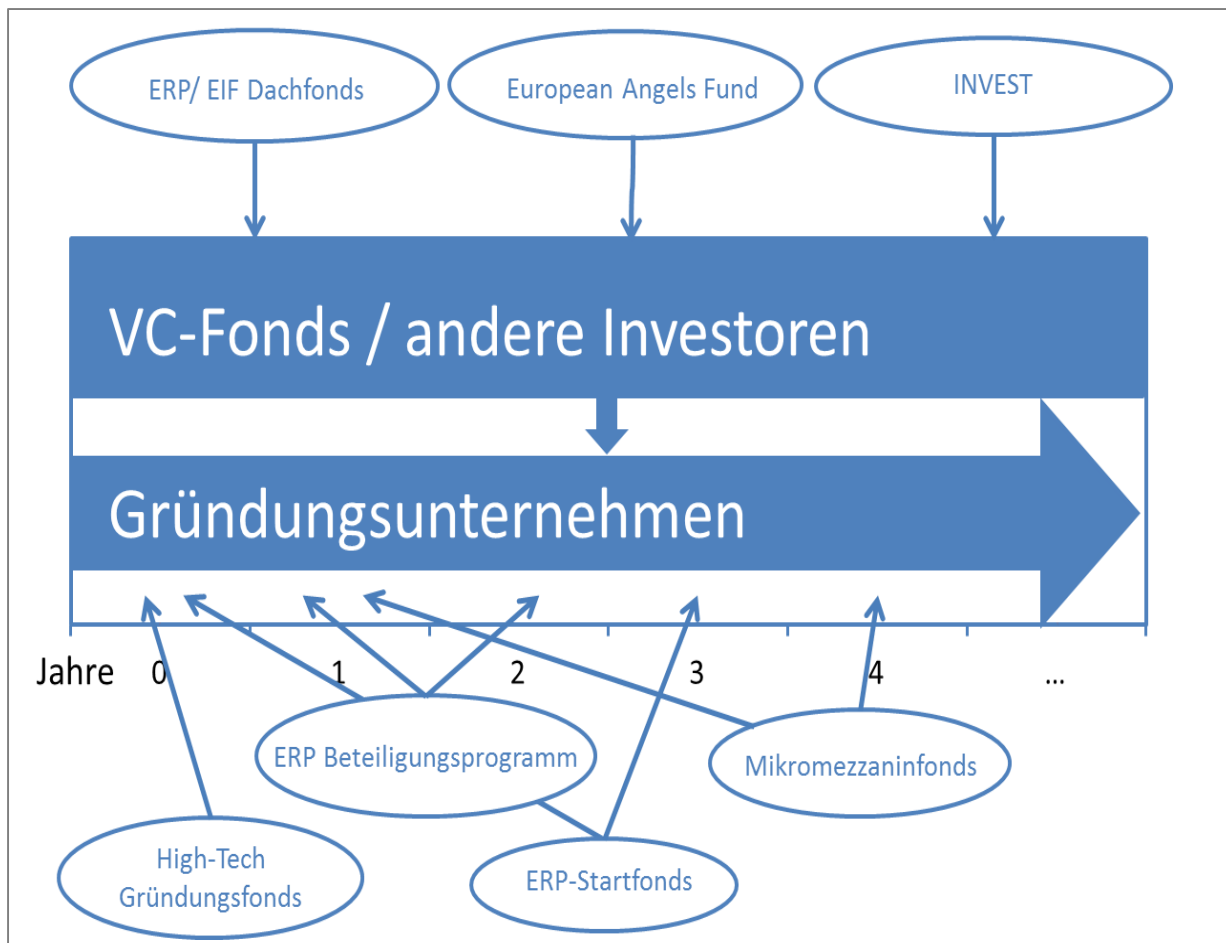 ERP/ EIF Dachfonds
European Angels Fund
INVEST
VC-Fonds / andere Investoren
Gründungsunternehmen
Jahre 0 1 2 3 4 ...
ERP Beteiligungsprogramm
Mikromezzaninfonds
High-Tech
Gründungsfonds
ERP-Startfonds